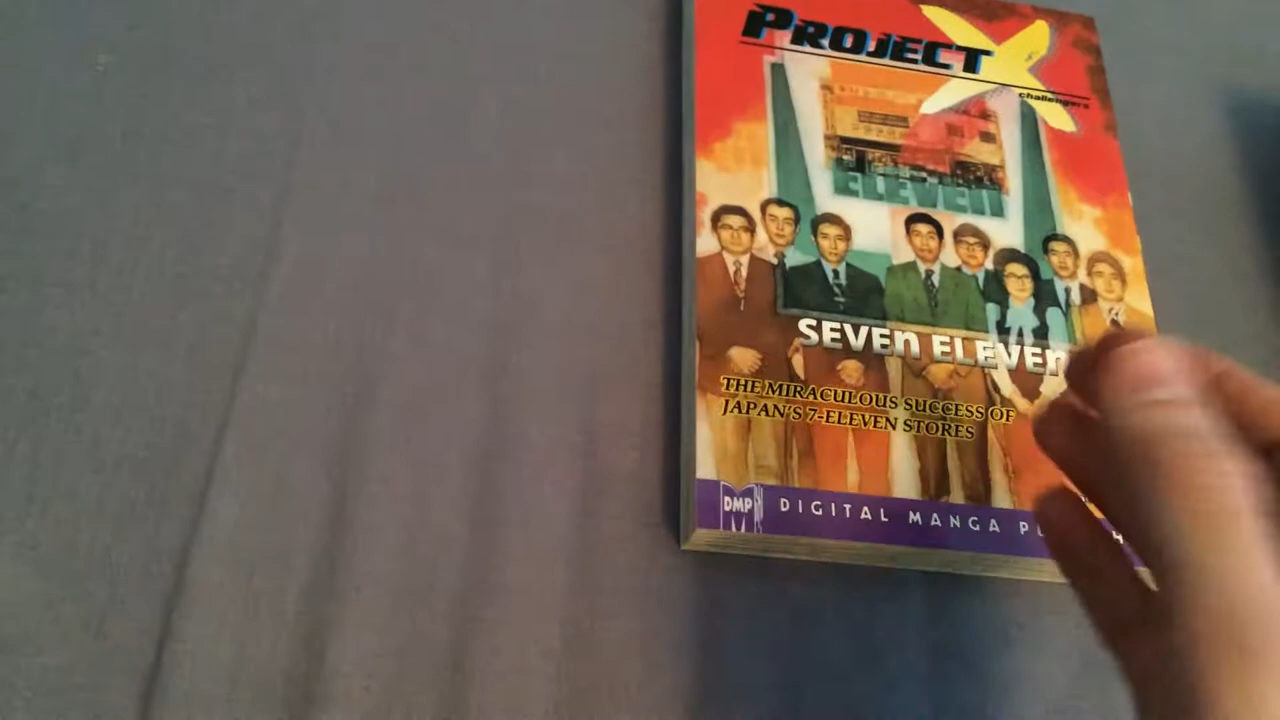 PROJECT X
challengers
ELEVEN
SEVEN ELEVEN
THE MIRACULOUS SUCCESS OF
JAPAN'S 7-ELEVEN STORES
DMP DIGITAL MANGA